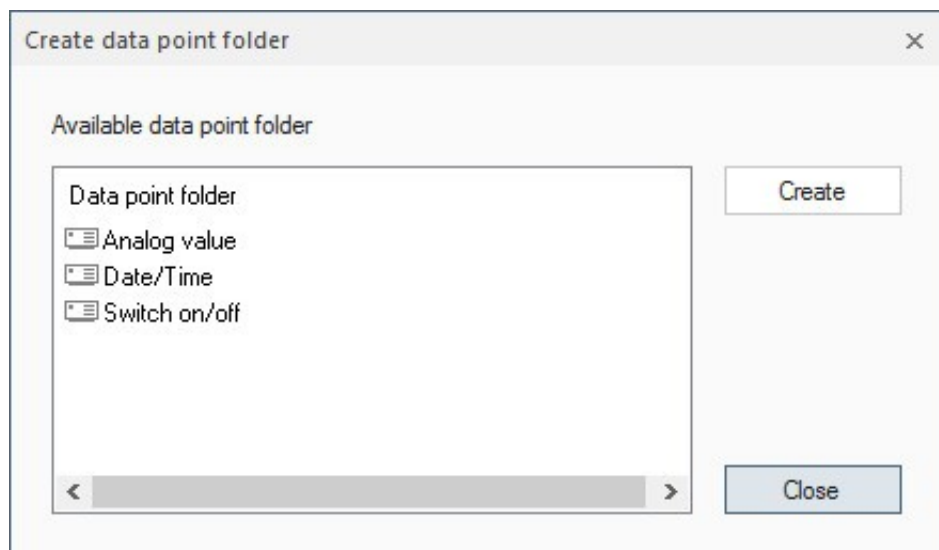 Create data point folder
Available data point folder
Data point folder
Create
Analog value
Date/Time
Switch on/off
Close